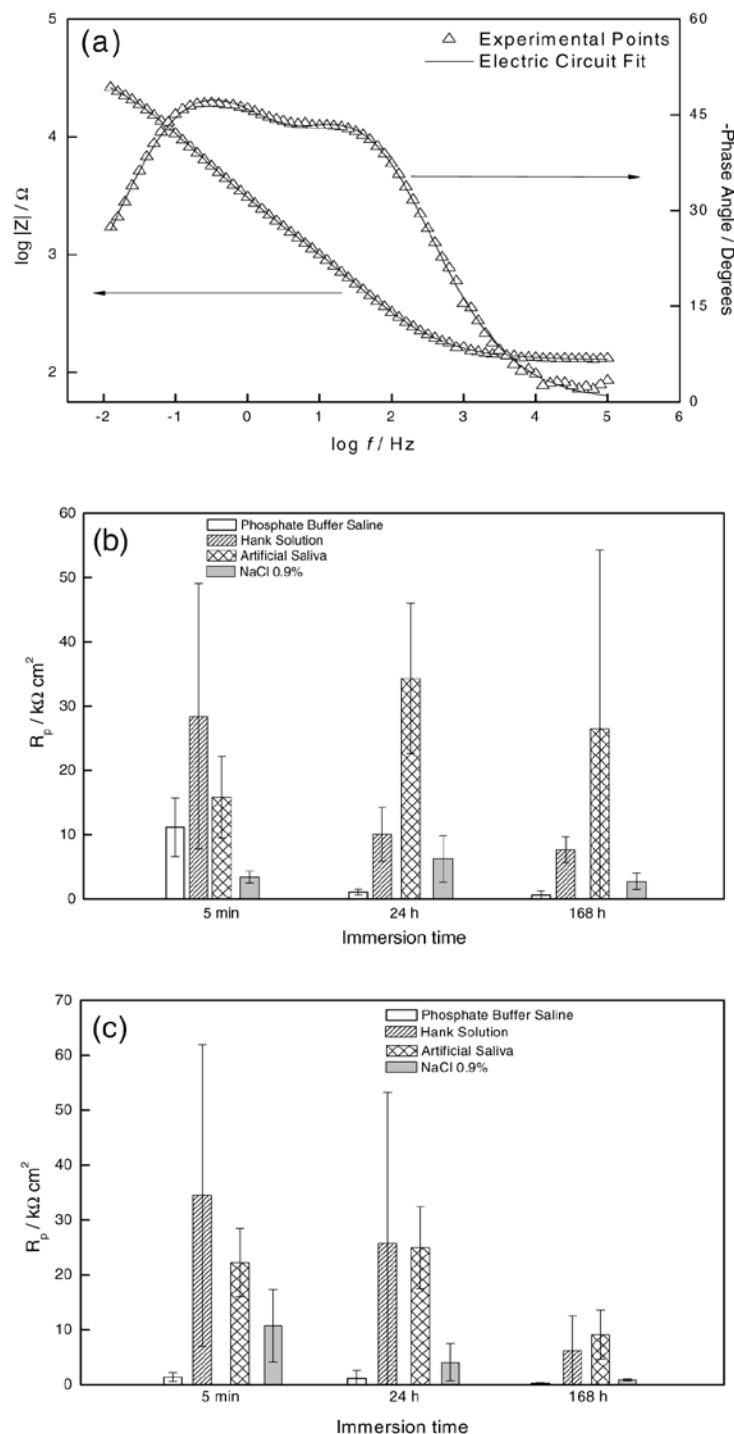 (a)
Experimental Points
Electric Circuit Fit
5
4
3
2
log |Z| / Ω
60
45
30
15
0
-Phase Angle / Degrees
-2 -1 0 1 2 3 4 5 6
log f / Hz
(b)
Phosphate Buffer Saline
Hank Solution
Artificial Saliva
NaCl 0.9%
60
50
40
30
20
10
0
Rp / kΩ cm²
5 min 24 h 168 h
Immersion time
(c)
Phosphate Buffer Saline
Hank Solution
Artificial Saliva
NaCl 0.9%
70
60
50
40
30
20
10
0
Rp / kΩ cm²
5 min 24 h 168 h
Immersion time